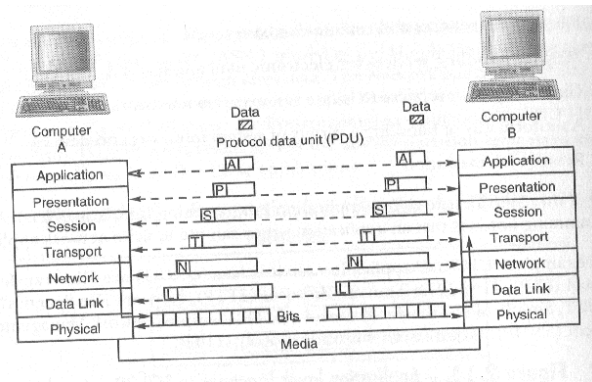 Data
Data
Computer
A
Protocol data unit (PDU)
Computer
B
Application
A
A
Application
Presentation
P
P
Presentation
Session
S
S
Session
Transport
T
T
Transport
Network
N
N
Network
Data Link
L
L
Data Link
Physical
Bits
Physical
Media